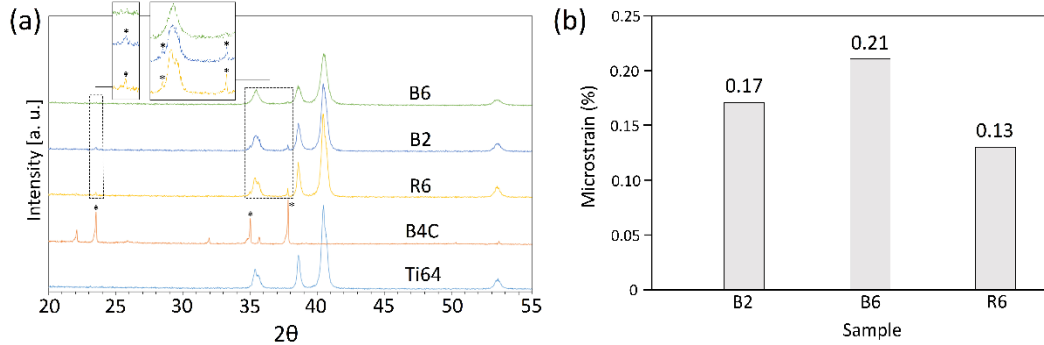 (a)
*
*
*
*
*
*
B6
B2
R6
*
*
*
B4C
Ti64
Intensity [a. u.]
20 25 30 35 40 45 50 55
2θ
(b)
0.25
0.20
0.15
0.10
0.05
0
Microstrain (%)
0.17
0.21
0.13
B2 B6 R6
Sample